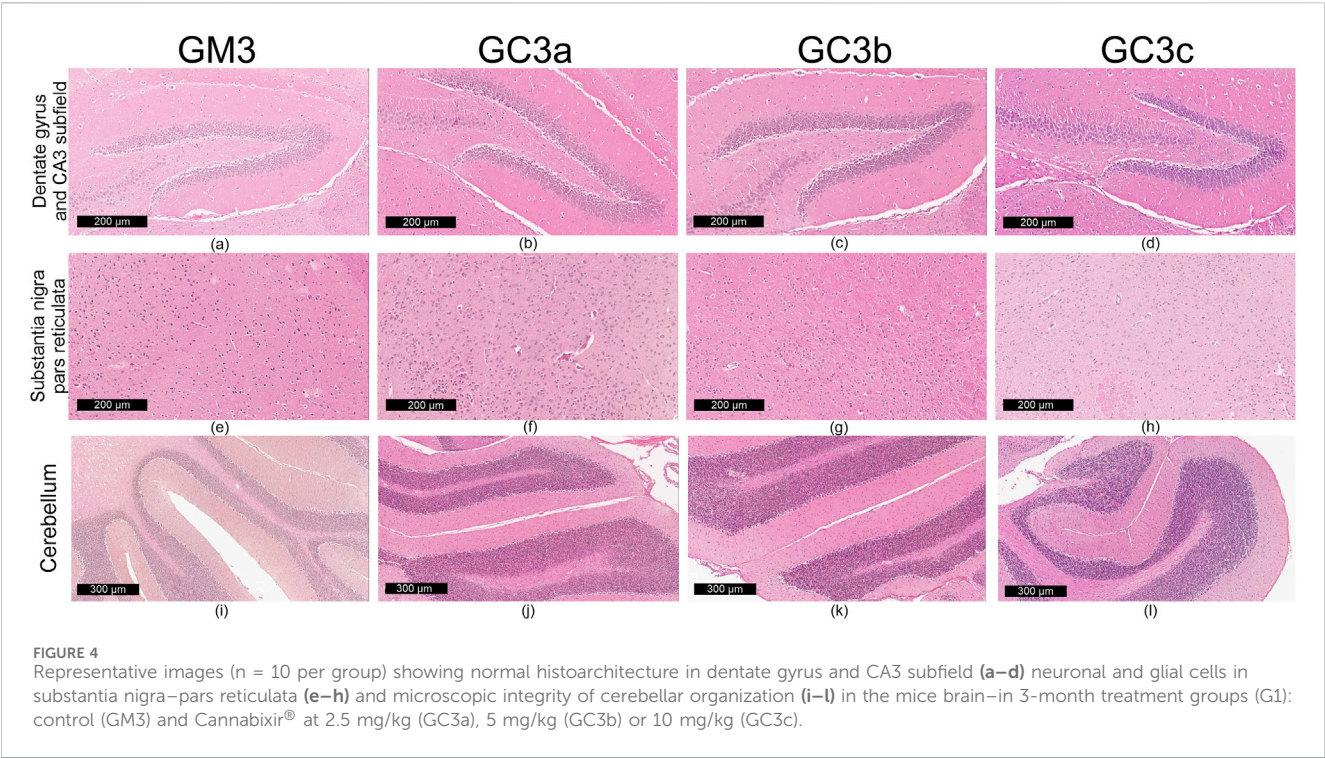 GM3 GC3a GC3b GC3c
Dentate gyrus
and CA3 subfield
200 µm 200 µm 200 µm 200 µm
(a) (b) (c) (d)
Substantia nigra
pars reticulata
200 µm 200 µm 200 µm 200 µm
(e) (f) (g) (h)
Cerebellum
300 µm 300 µm 300 µm 300 µm
(i) (j) (k) (l)
FIGURE 4
Representative images (n = 10 per group) showing normal histoarchitecture in dentate gyrus and CA3 subfield (a–d) neuronal and glial cells in
substantia nigra–pars reticulata (e–h) and microscopic integrity of cerebellar organization (i–l) in the mice brain–in 3-month treatment groups (G1):
control (GM3) and Cannabixir® at 2.5 mg/kg (GC3a), 5 mg/kg (GC3b) or 10 mg/kg (GC3c).